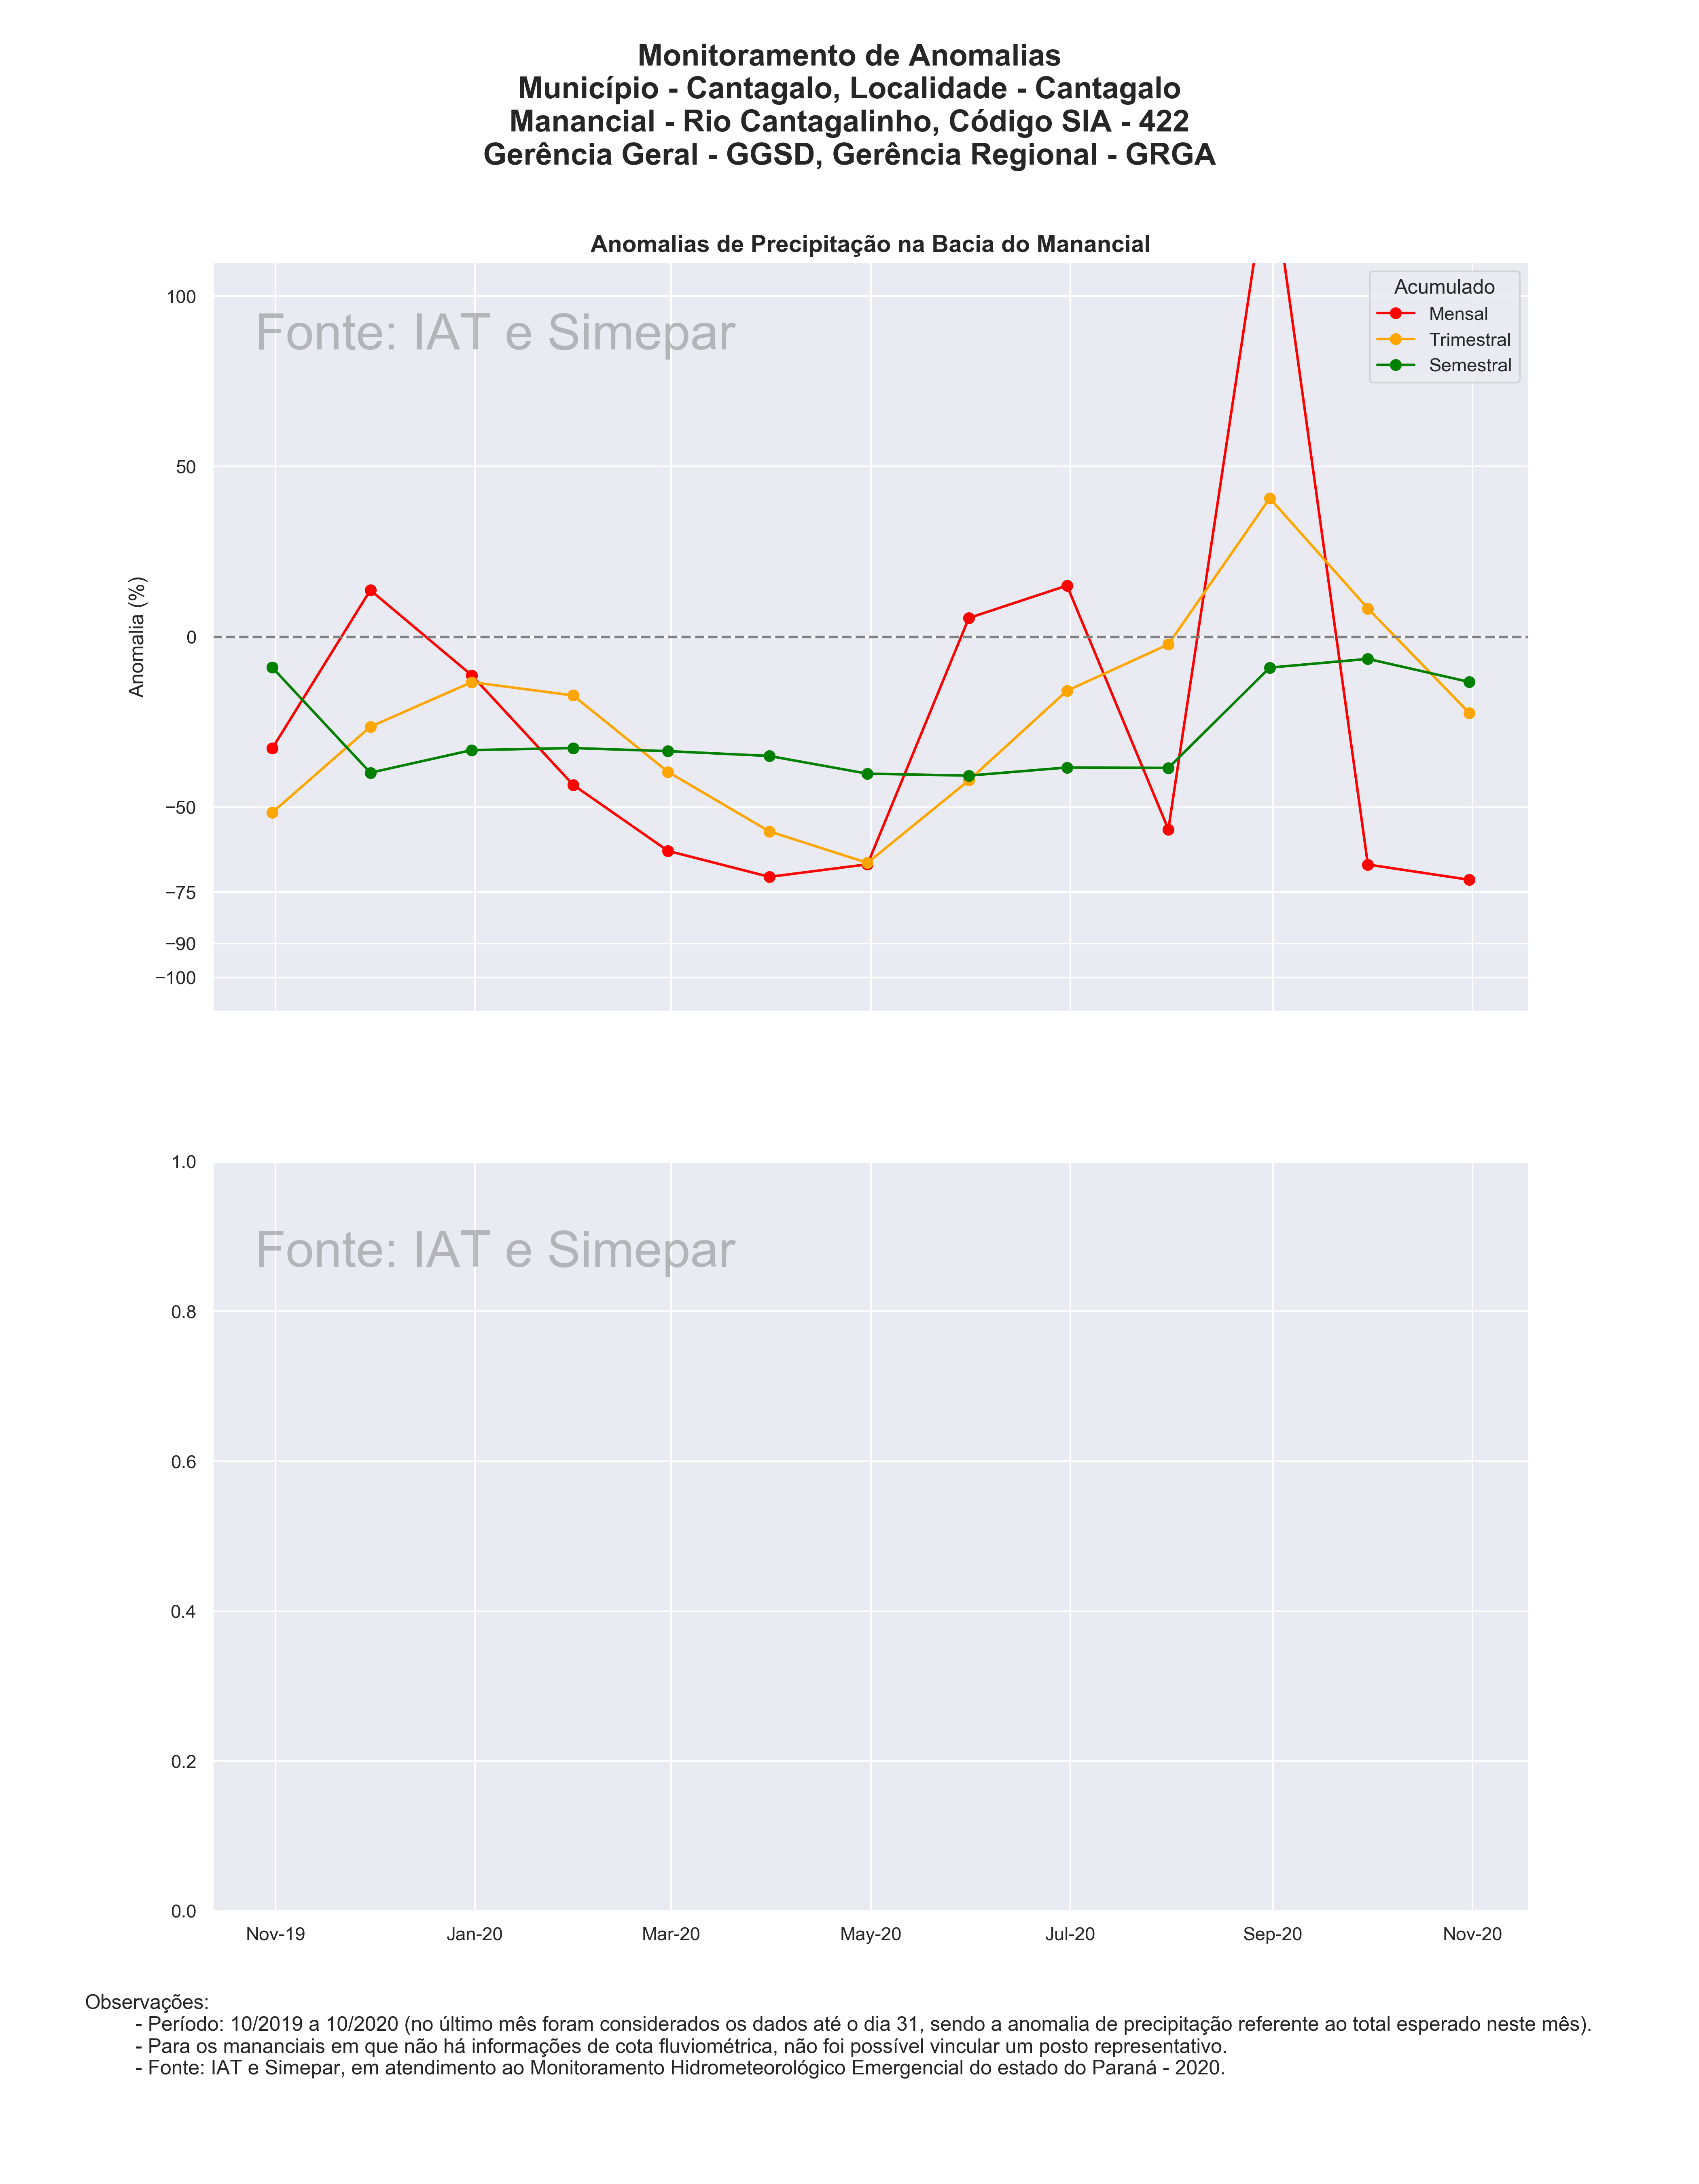 Monitoramento de Anomalias
Município - Cantagalo, Localidade - Cantagalo
Manancial - Rio Cantagalinho, Código SIA - 422
Gerência Geral - GGSD, Gerência Regional - GRGA
Anomalias de Precipitação na Bacia do Manancial
Fonte: IAT e Simepar
Acumulado
Mensal
Trimestral
Semestral
Anomalia (%)
100
50
0
−50
−75
−90
−100
Fonte: IAT e Simepar
1.0
0.8
0.6
0.4
0.2
0.0
Nov-19 Jan-20 Mar-20 May-20 Jul-20 Sep-20 Nov-20
Observações:
- Período: 10/2019 a 10/2020 (no último mês foram considerados os dados até o dia 31, sendo a anomalia de precipitação referente ao total esperado neste mês).
- Para os mananciais em que não há informações de cota fluviométrica, não foi possível vincular um posto representativo.
- Fonte: IAT e Simepar, em atendimento ao Monitoramento Hidrometeorológico Emergencial do estado do Paraná - 2020.